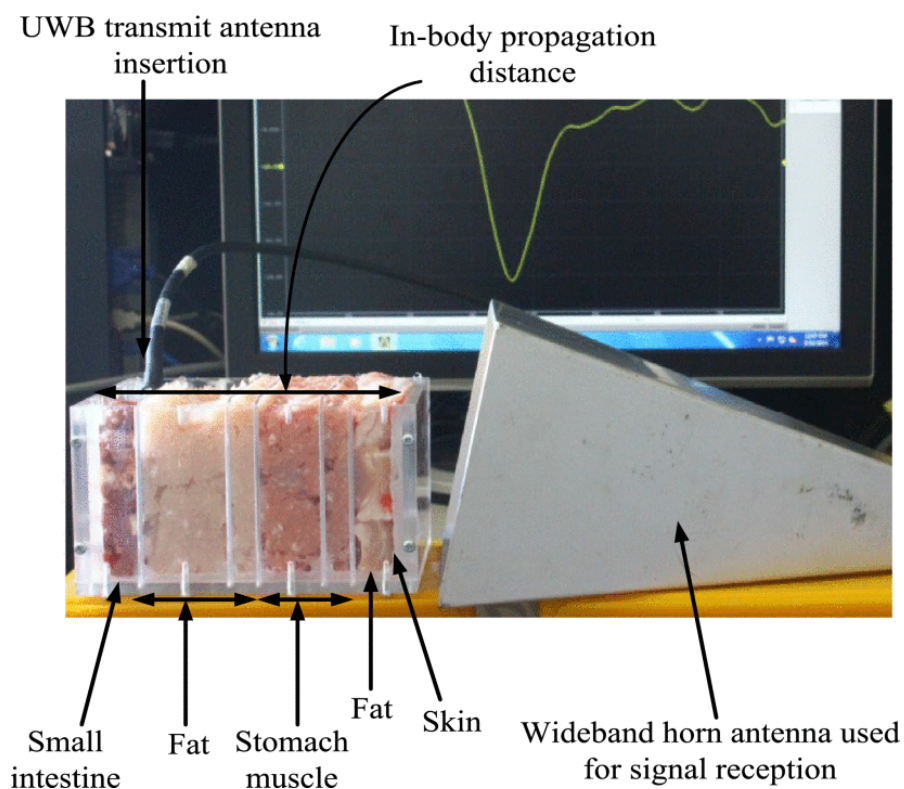 UWB transmit antenna
insertion
In-body propagation
distance
Small
intestine
Fat
Stomach
muscle
Fat
Skin
Wideband horn antenna used
for signal reception